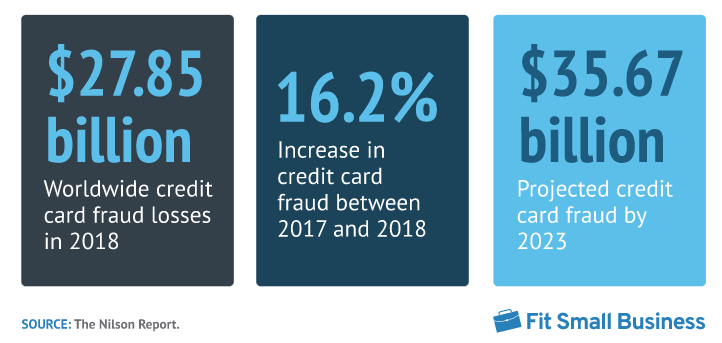 $27.85
billion
Worldwide credit
card fraud losses
in 2018
16.2%
Increase in
credit card
fraud between
2017 and 2018
$35.67
billion
Projected credit
card fraud by
2023
SOURCE: The Nilson Report.
Fit Small Business